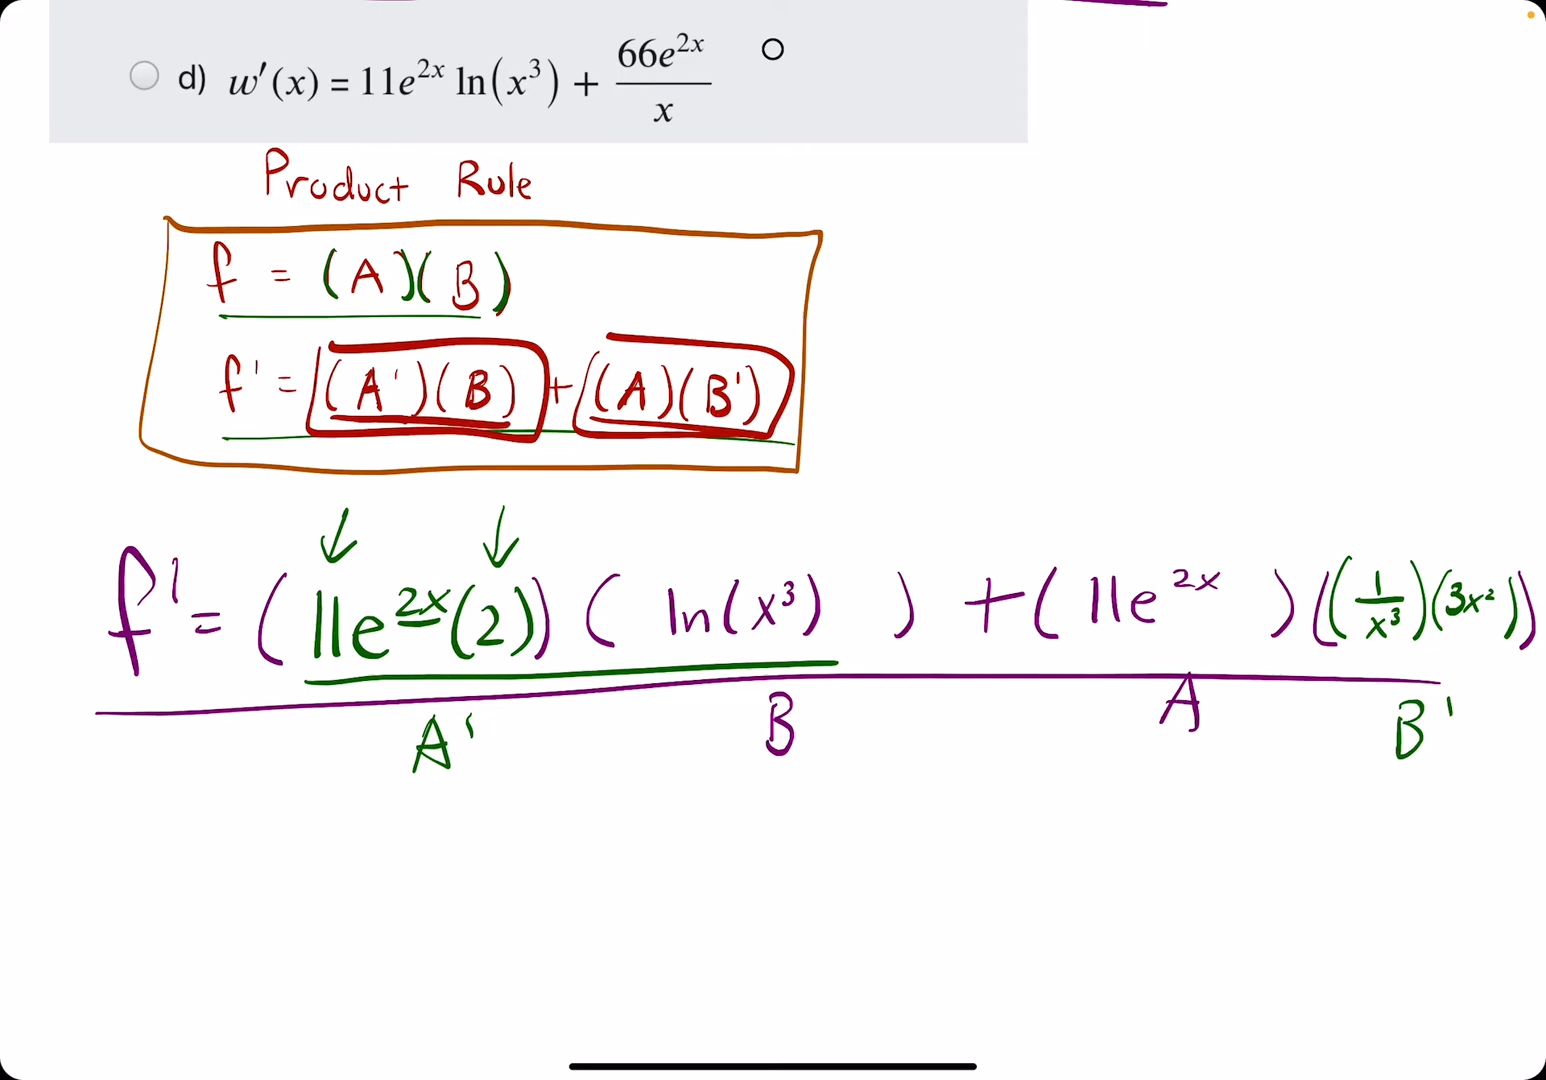 d) w′(x) = 11e^{2x} ln(x^3) + 66e^{2x}/x
Product Rule
f = (A)(B)
f' = (A')(B) + (A)(B')
f' = (11e^{2x}(2)) ( ln(x^3) ) + (11e^{2x} ) ((1/x^3)(3x^2))
A' B A B'